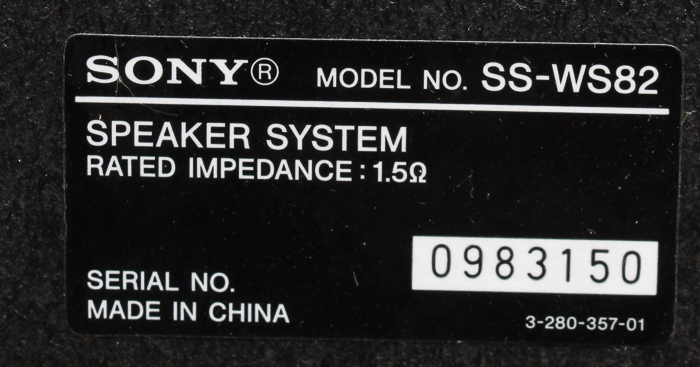 SONY® MODEL NO. SS-WS82
SPEAKER SYSTEM
RATED IMPEDANCE : 1.5Ω
0983150
SERIAL NO.
MADE IN CHINA
3-280-357-01